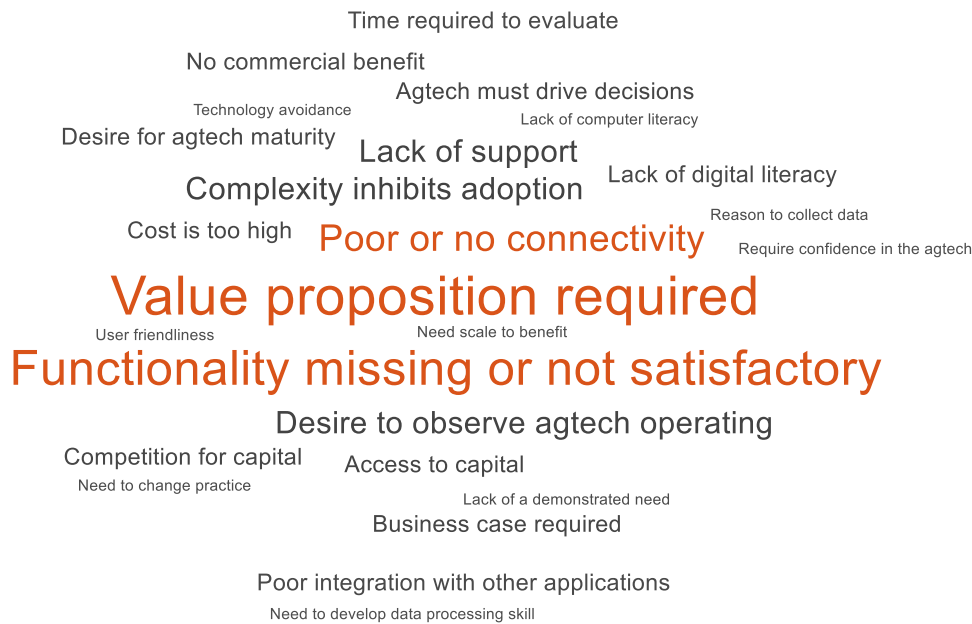 Time required to evaluate
No commercial benefit
Agtech must drive decisions
Technology avoidance
Lack of computer literacy
Desire for agtech maturity
Lack of support
Lack of digital literacy
Complexity inhibits adoption
Reason to collect data
Cost is too high
Poor or no connectivity
Require confidence in the agtech
Value proposition required
User friendliness
Need scale to benefit
Functionality missing or not satisfactory
Desire to observe agtech operating
Competition for capital
Access to capital
Need to change practice
Lack of a demonstrated need
Business case required
Poor integration with other applications
Need to develop data processing skill